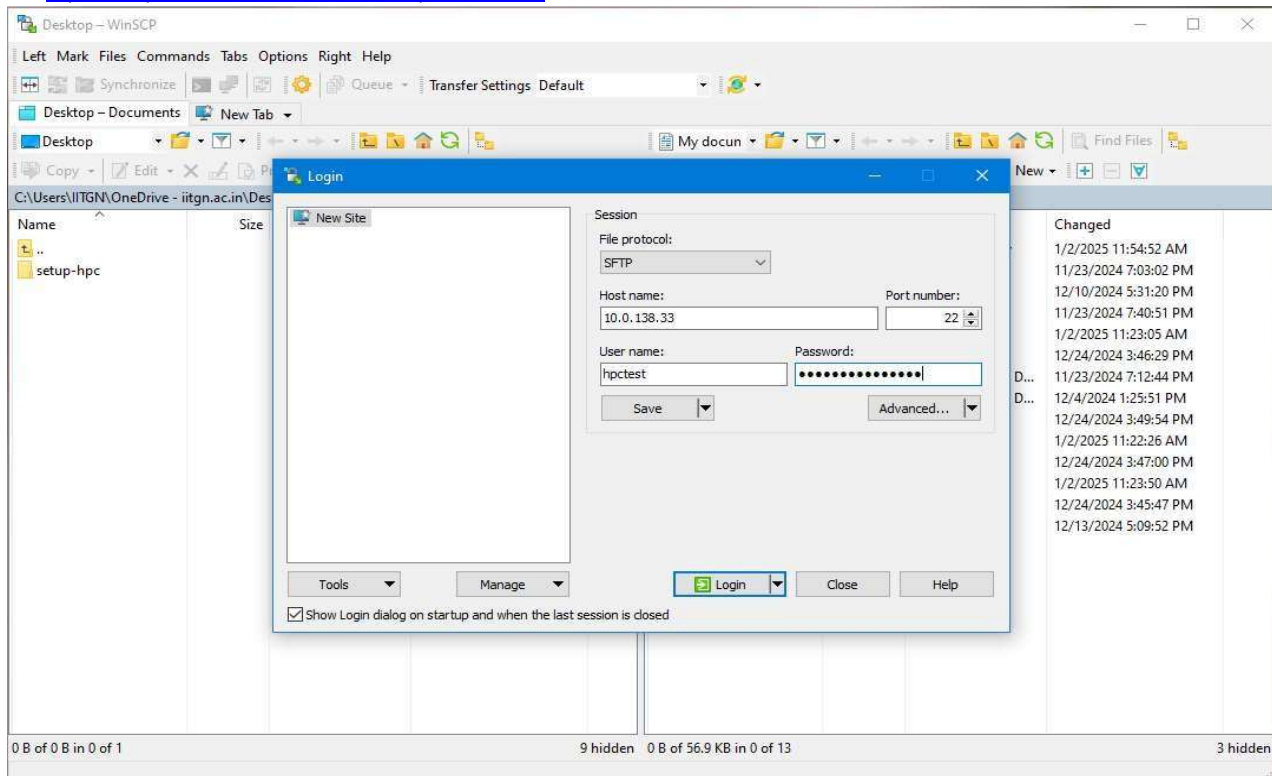 Desktop – WinSCP
Left Mark Files Commands Tabs Options Right Help
Synchronize Queue Transfer Settings Default
Desktop – Documents New Tab
Desktop My docun Find Files
Copy Edit New
C:\Users\IITGN\OneDrive - iitgn.ac.in\Des
Name Size Changed
..
setup-hpc
1/2/2025 11:54:52 AM
11/23/2024 7:03:02 PM
12/10/2024 5:31:20 PM
11/23/2024 7:40:51 PM
1/2/2025 11:23:05 AM
12/24/2024 3:46:29 PM
D... 11/23/2024 7:12:44 PM
D... 12/4/2024 1:25:51 PM
12/24/2024 3:49:54 PM
1/2/2025 11:22:26 AM
12/24/2024 3:47:00 PM
1/2/2025 11:23:50 AM
12/24/2024 3:45:47 PM
12/13/2024 5:09:52 PM
Login
New Site
Session
File protocol:
SFTP
Host name: Port number:
10.0.138.33 22
User name: Password:
hpctest •••••••••••••••
Save Advanced...
Tools Manage Login Close Help
Show Login dialog on startup and when the last session is closed
0 B of 0 B in 0 of 1 9 hidden 0 B of 56.9 KB in 0 of 13 3 hidden